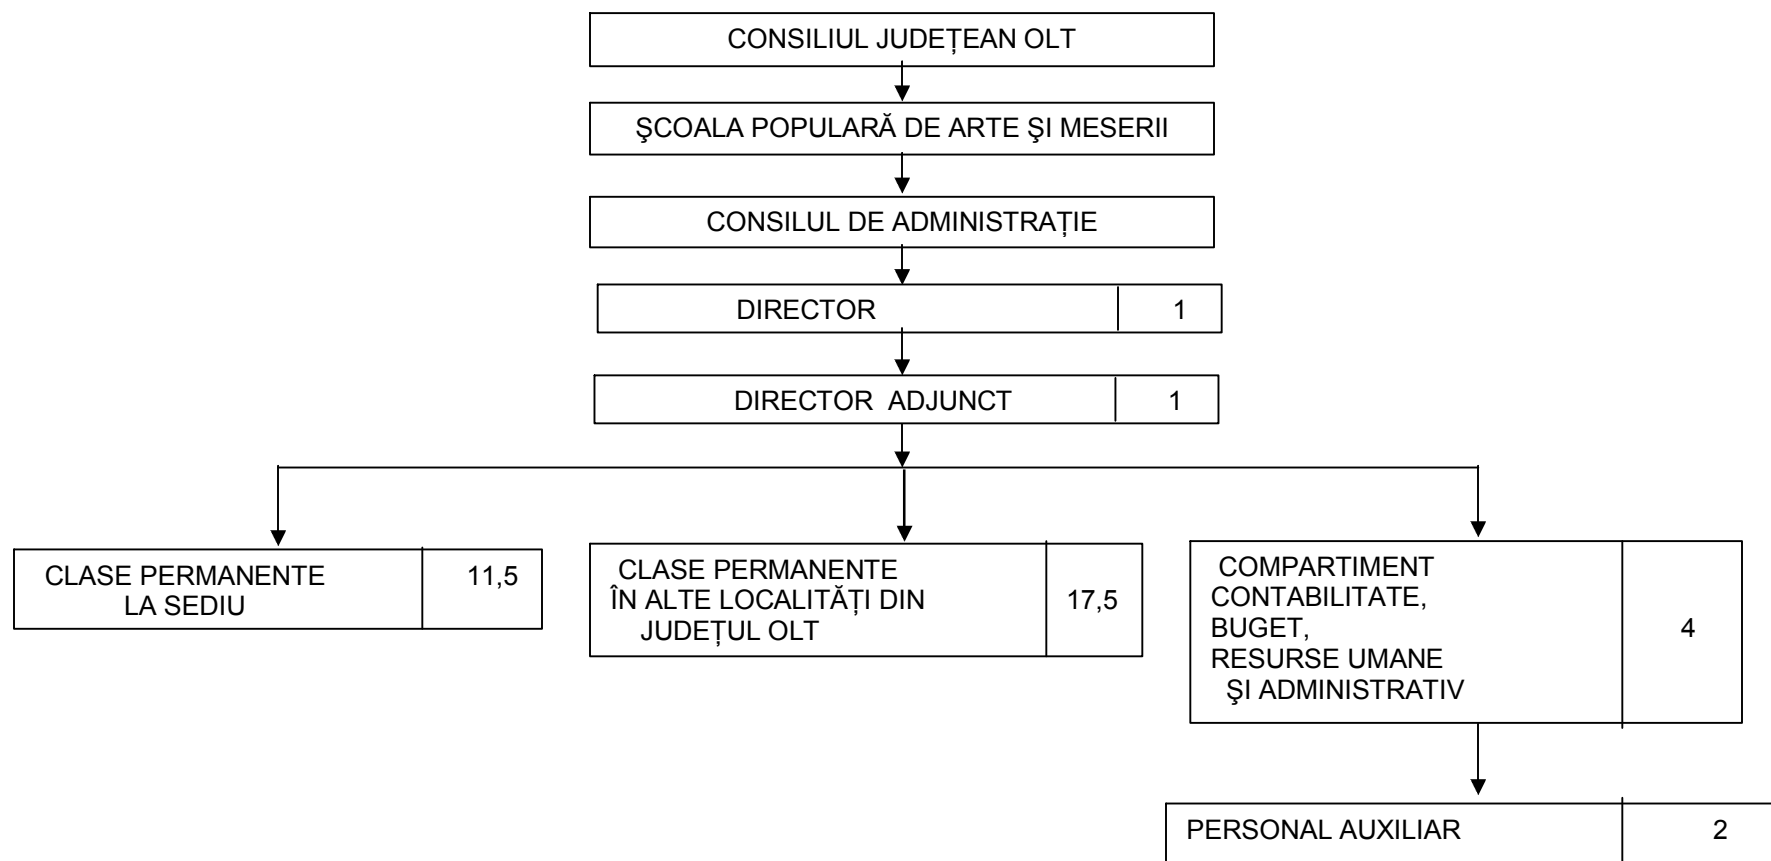 CONSILIUL JUDEȚEAN OLT
ŞCOALA POPULARĂ DE ARTE ŞI MESERII
CONSILUL DE ADMINISTRAȚIE
DIRECTOR 1
DIRECTOR ADJUNCT 1
CLASE PERMANENTE 11,5
LA SEDIU
CLASE PERMANENTE
ÎN ALTE LOCALITĂȚI DIN 17,5
JUDEȚUL OLT
COMPARTIMENT
CONTABILITATE,
BUGET, 4
RESURSE UMANE
ŞI ADMINISTRATIV
PERSONAL AUXILIAR 2